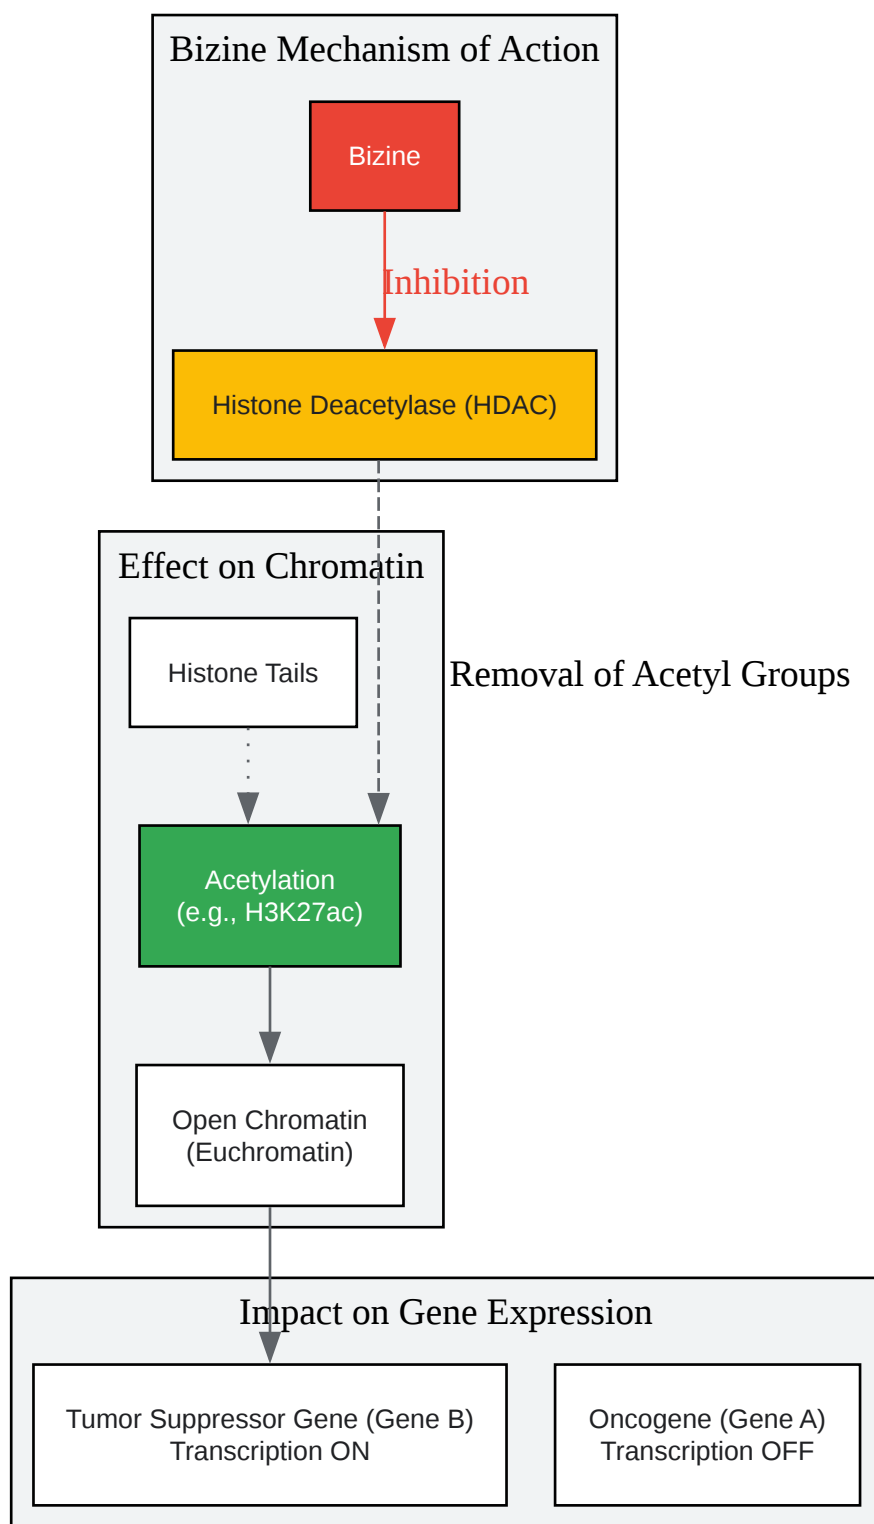 Bizine Mechanism of Action
Bizine
Inhibition
Histone Deacetylase (HDAC)
Effect on Chromatin
Histone Tails
Removal of Acetyl Groups
Acetylation
(e.g., H3K27ac)
Open Chromatin
(Euchromatin)
Impact on Gene Expression
Tumor Suppressor Gene (Gene B)
Transcription ON
Oncogene (Gene A)
Transcription OFF